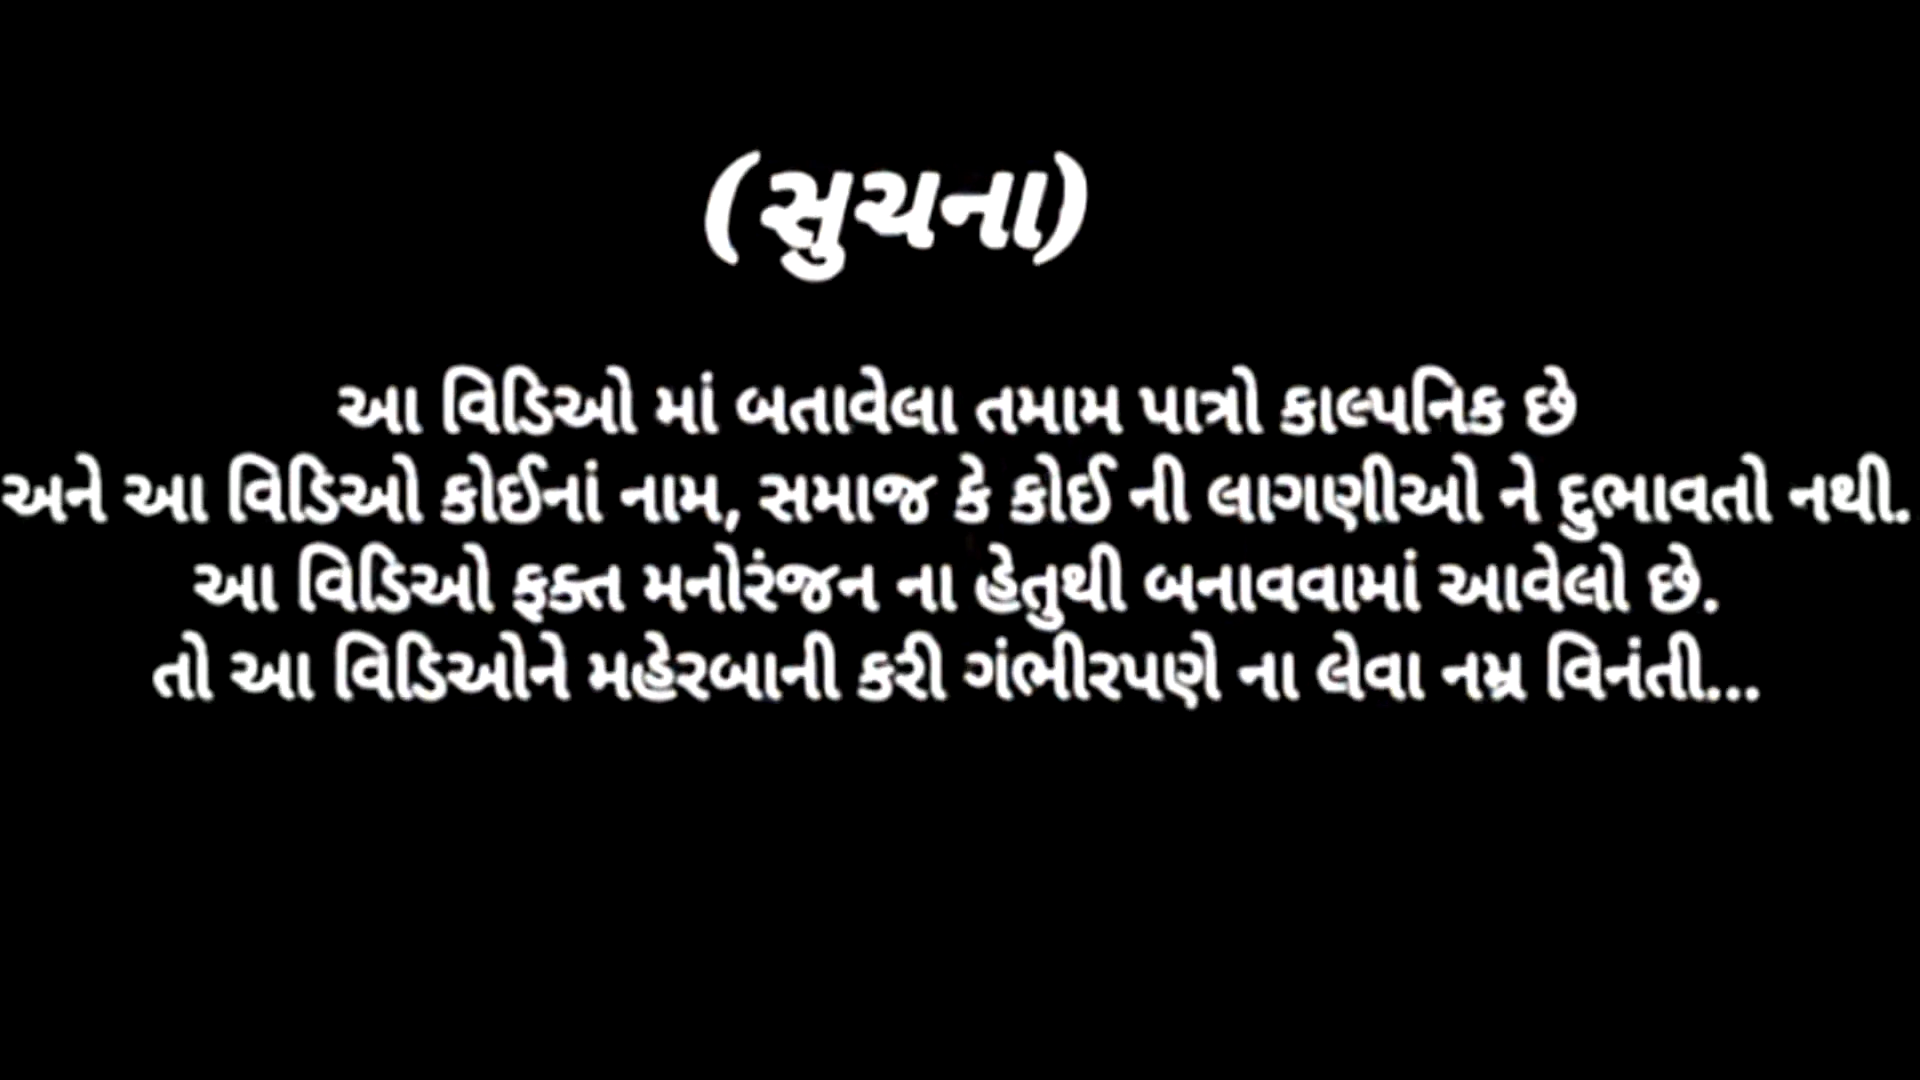 (સુચના)
આ વિડિઓ માં બતાવેલા તમામ પાત્રો કાલ્પનિક છે
અને આ વિડિઓ કોઈનાં નામ, સમાજ કે કોઈ ની લાગણીઓ ને દુભાવતો નથી.
આ વિડિઓ ફક્ત મનોરંજન ના હેતુથી બનાવવામાં આવેલો છે.
તો આ વિડિઓને મહેરબાની કરી ગંભીરપણે ના લેવા નમ્ર વિનંતી...